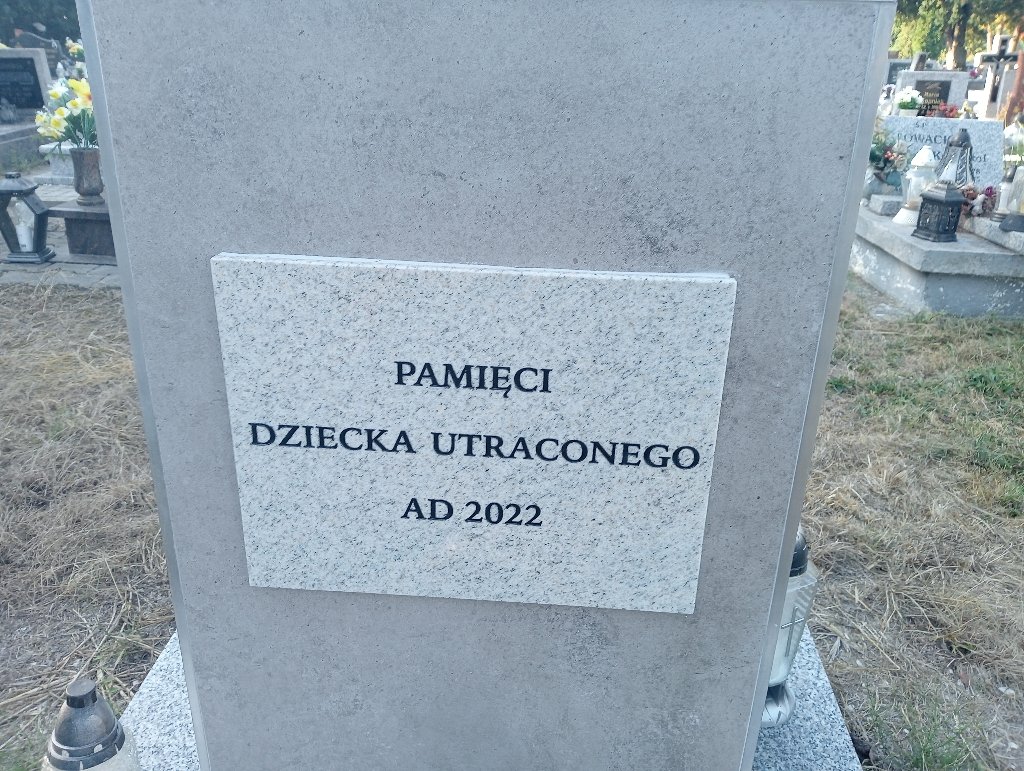 PAMIĘCI
DZIECKA UTRACONEGO
AD 2022